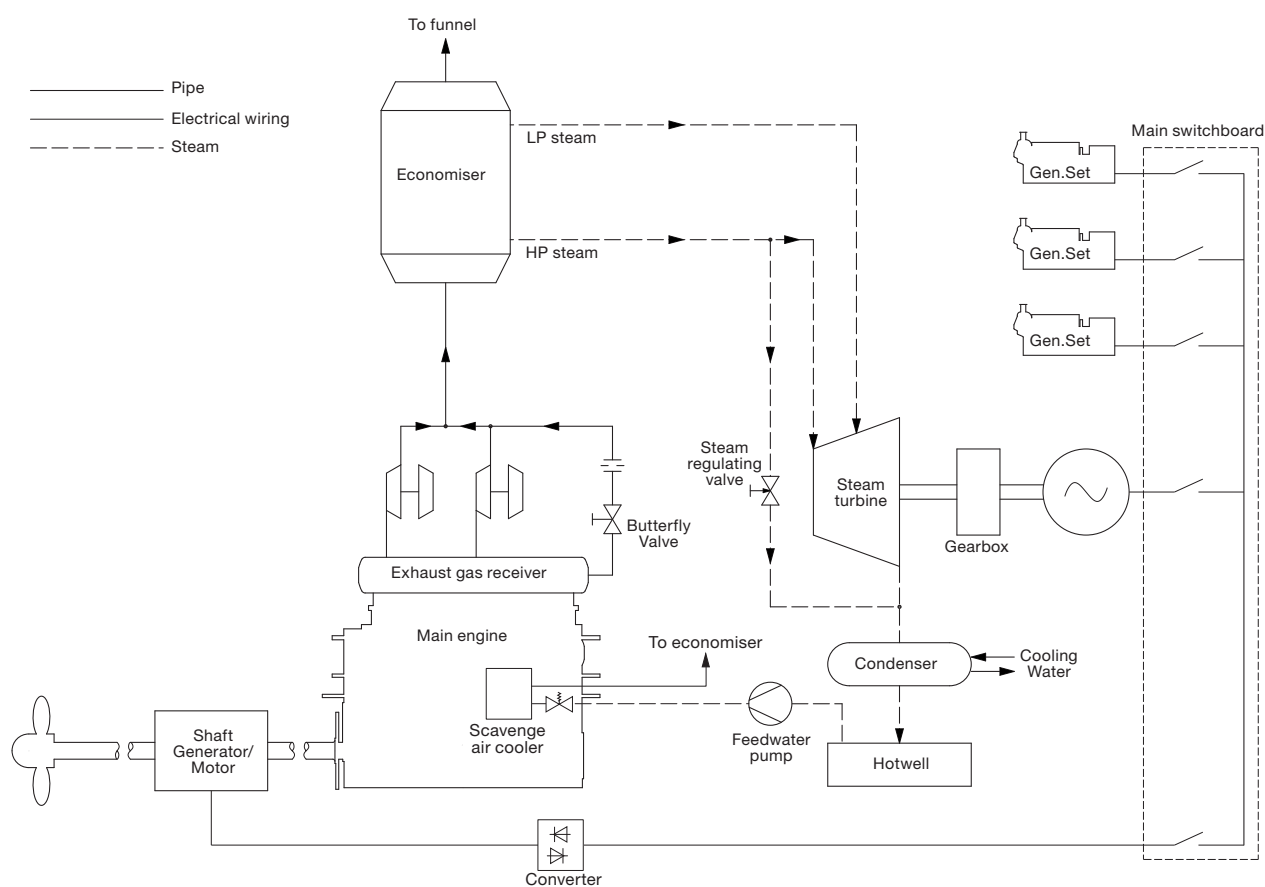 To funnel
Pipe
Electrical wiring
Steam
LP steam
Economiser
HP steam
Main switchboard
Gen.Set
Gen.Set
Gen.Set
Steam
regulating
valve
Steam
turbine
Gearbox
Butterfly
Valve
Exhaust gas receiver
Main engine
To economiser
Condenser
Cooling
Water
Scavenge
air cooler
Feedwater
pump
Hotwell
Shaft
Generator/
Motor
Converter